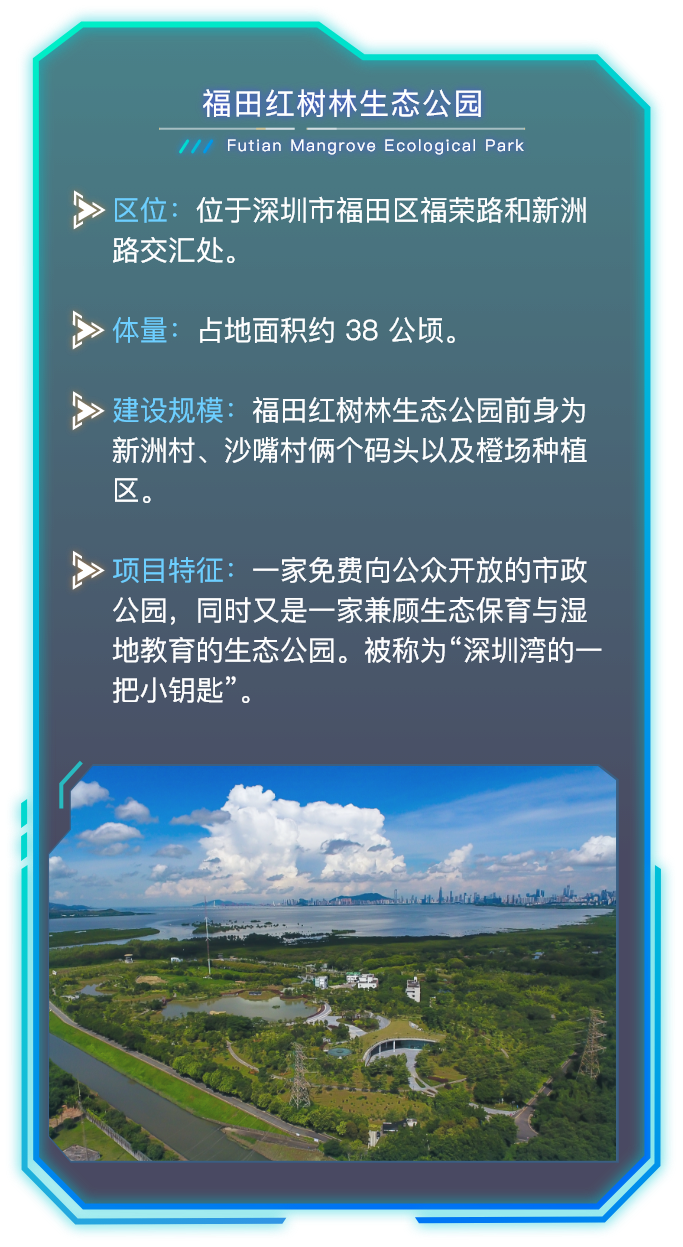 福田红树林生态公园
Futian Mangrove Ecological Park
区位：位于深圳市福田区福荣路和新洲
路交汇处。
体量：占地面积约 38 公顷。
建设规模：福田红树林生态公园前身为
新洲村、沙嘴村俩个码头以及橙场种植
区。
项目特征：一家免费向公众开放的市政
公园，同时又是一家兼顾生态保育与湿
地教育的生态公园。被称为“深圳湾的一
把小钥匙”。